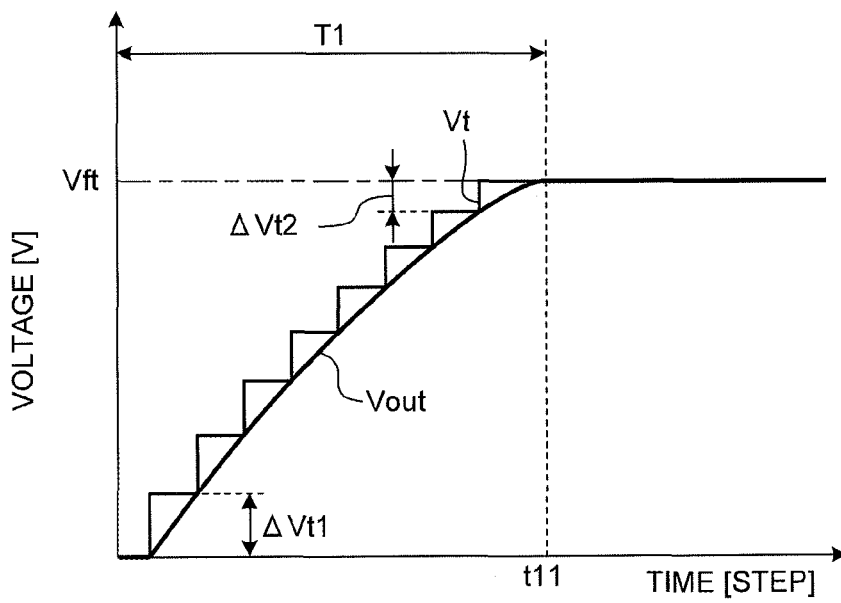 T1
Vt
Vft
Δ Vt2
VOLTAGE [V]
Vout
Δ Vt1
t11
TIME [STEP]